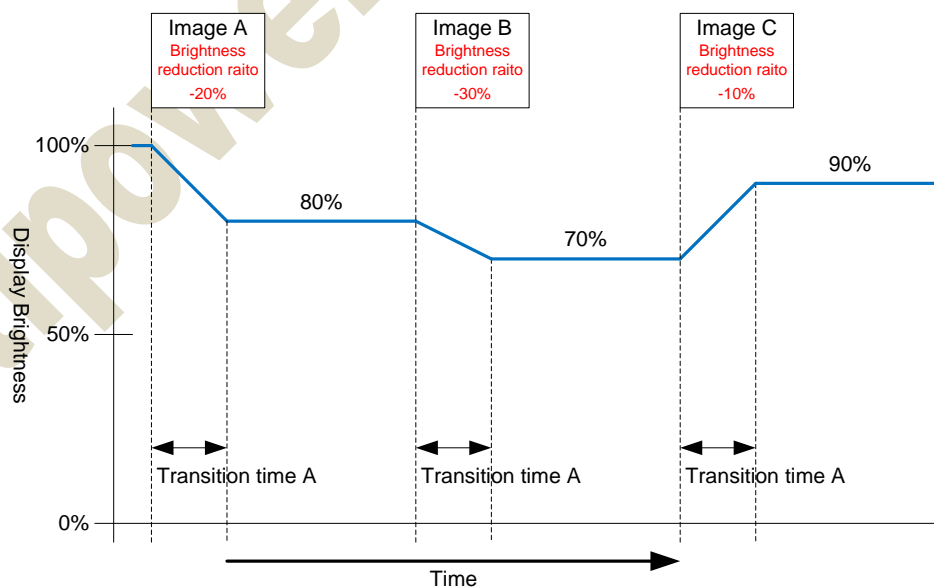 Image A
Brightness
reduction raito
-20%
Image B
Brightness
reduction raito
-30%
Image C
Brightness
reduction raito
-10%
100%
80%
70%
90%
50%
0%
Display Brightness
Transition time A
Transition time A
Transition time A
Time